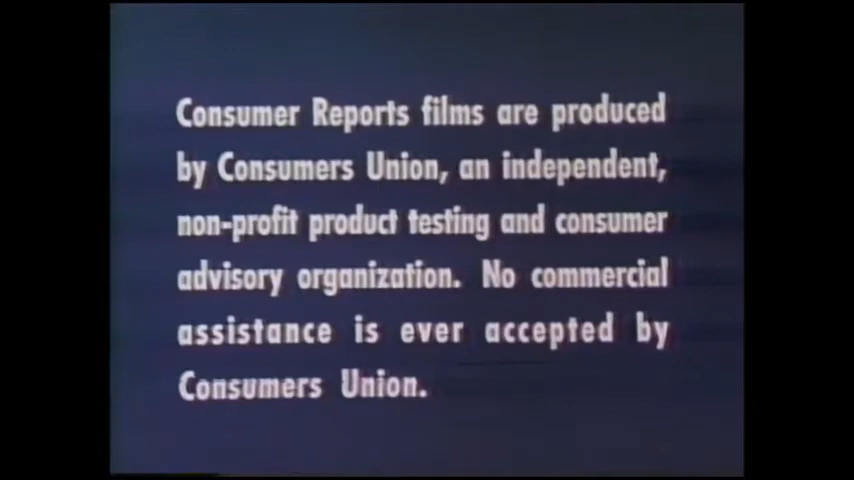 Consumer Reports films are produced
by Consumers Union, an independent,
non-profit product testing and consumer
advisory organization. No commercial
assistance is ever accepted by
Consumers Union.